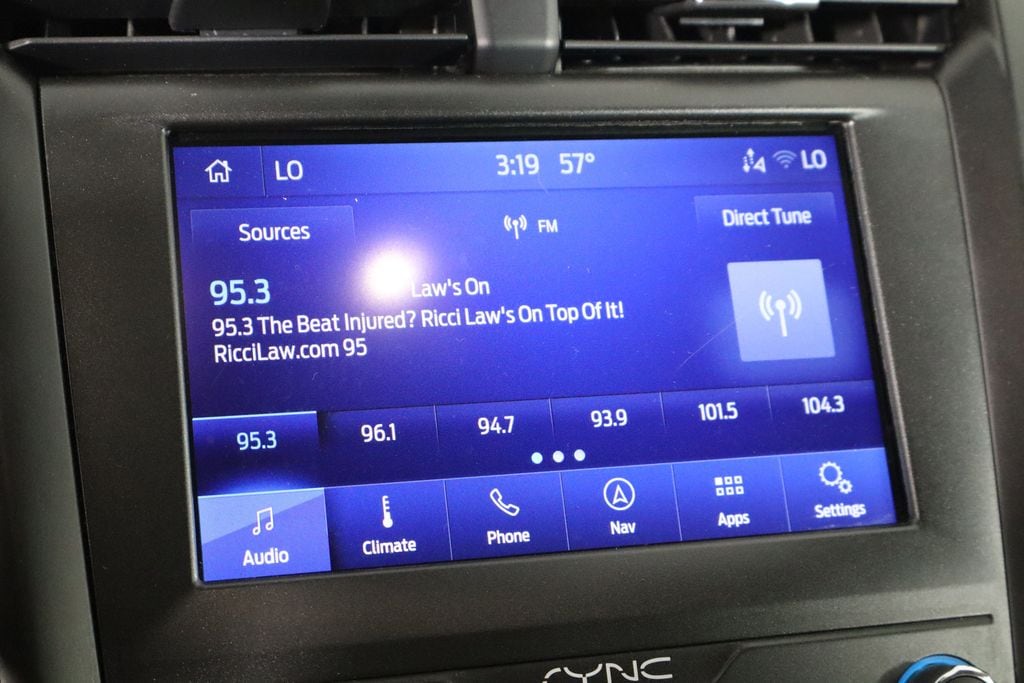 LO 3:19 57° LO
Sources FM Direct Tune
95.3 Law's On
95.3 The Beat Injured? Ricci Law's On Top Of It!
RicciLaw.com 95
95.3 96.1 94.7 93.9 101.5 104.3
Audio Climate Phone Nav Apps Settings
SYNC